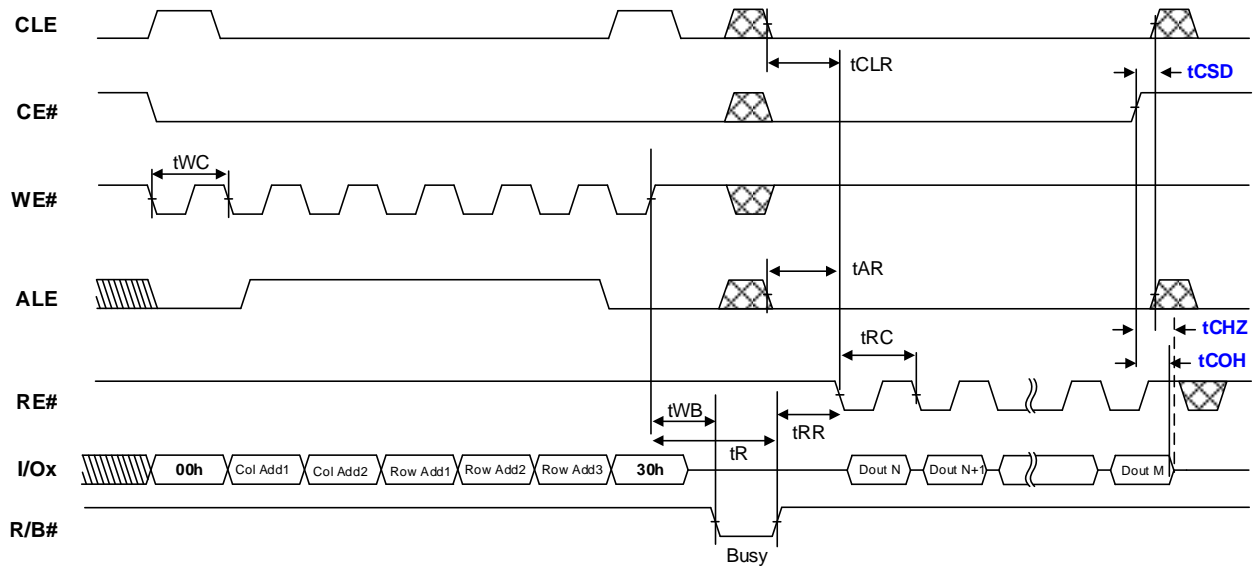 CLE
tCLR
tCSD
CE#
tWC
WE#
tAR
ALE
tCHZ
tRC
tCOH
RE#
tWB
tRR
tR
I/Ox
00h
Col Add1
Col Add2
Row Add1
Row Add2
Row Add3
30h
Dout N
Dout N+1
Dout M
R/B#
Busy